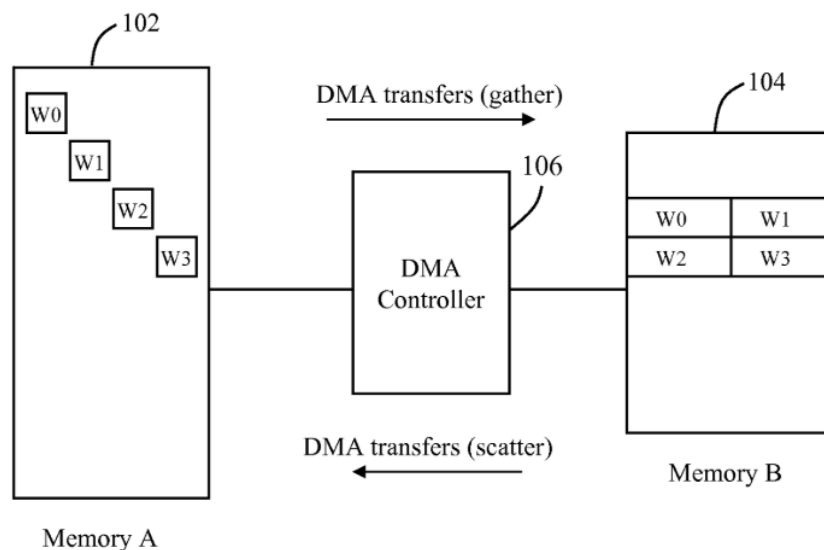 102
DMA transfers (gather)
104
W0
W1
W2
W3
106
W0 W1
W2 W3
DMA
Controller
DMA transfers (scatter)
Memory B
Memory A